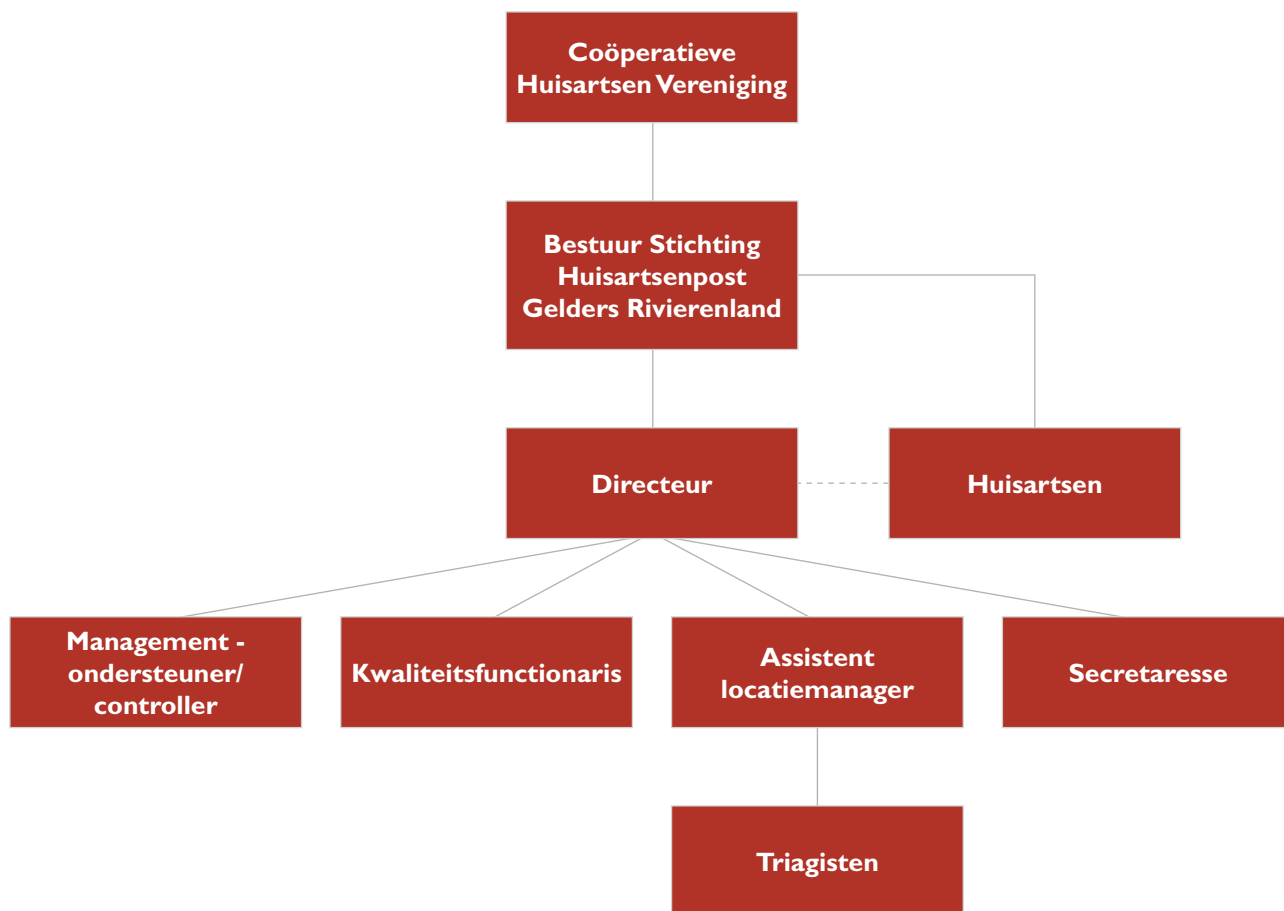 Coöperatieve
Huisartsen Vereniging
Bestuur Stichting
Huisartsenpost
Gelders Rivierenland
Directeur
Huisartsen
Management -
ondersteuner/
controller
Kwaliteitsfunctionaris
Assistent
locatiemanager
Secretaresse
Triagisten